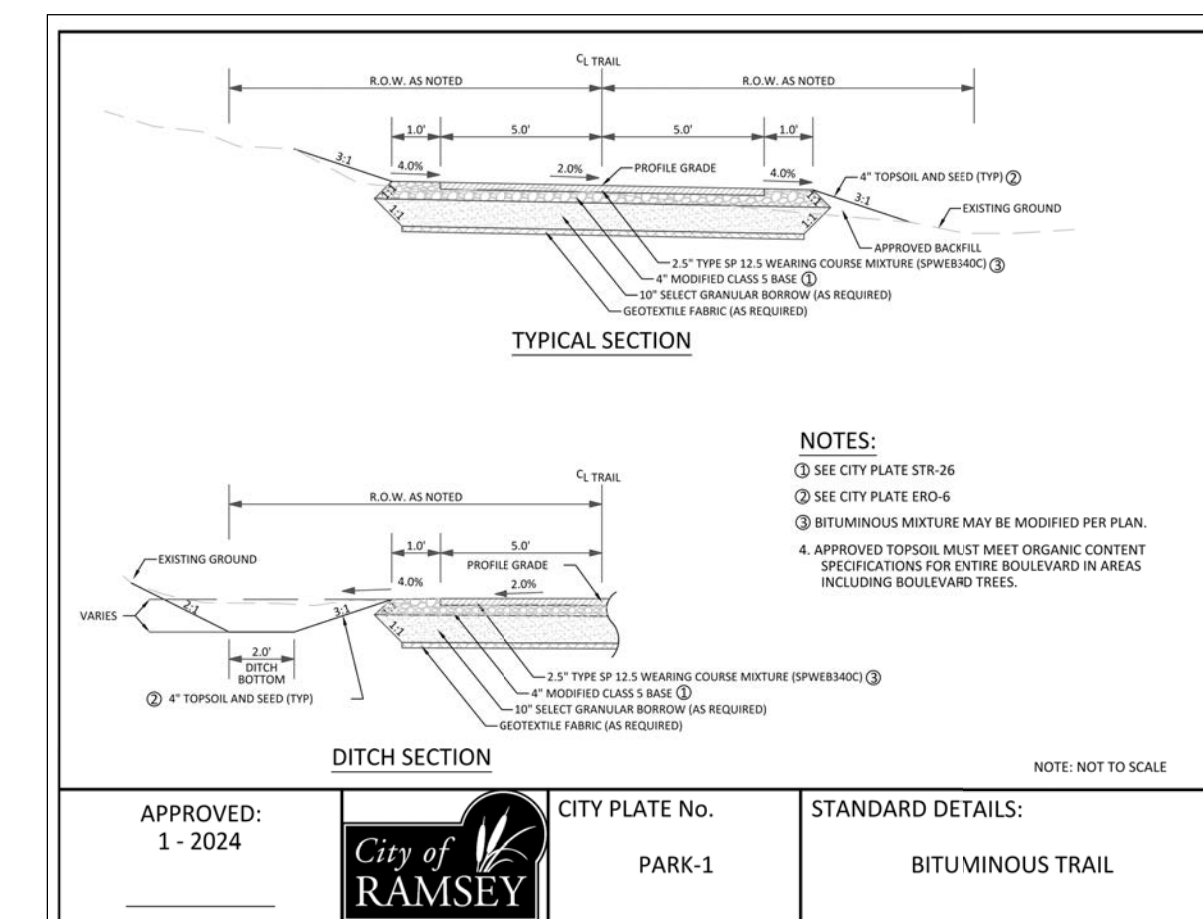 CL TRAIL
R.O.W. AS NOTED
R.O.W. AS NOTED
1.0'
5.0'
5.0'
1.0'
3:1
4.0%
2.0%
PROFILE GRADE
4.0%
4" TOPSOIL AND SEED (TYP) ②
1:1
1:1
3:1
EXISTING GROUND
1:1
1:1
APPROVED BACKFILL
2.5" TYPE SP 12.5 WEARING COURSE MIXTURE (SPWEB340C) ③
4" MODIFIED CLASS 5 BASE ①
10" SELECT GRANULAR BORROW (AS REQUIRED)
GEOTEXTILE FABRIC (AS REQUIRED)
TYPICAL SECTION
NOTES:
① SEE CITY PLATE STR-26
② SEE CITY PLATE ERO-6
③ BITUMINOUS MIXTURE MAY BE MODIFIED PER PLAN.
4. APPROVED TOPSOIL MUST MEET ORGANIC CONTENT
SPECIFICATIONS FOR ENTIRE BOULEVARD IN AREAS
INCLUDING BOULEVARD TREES.
CL TRAIL
R.O.W. AS NOTED
1.0'
5.0'
EXISTING GROUND
PROFILE GRADE
4.0%
2.0%
VARIES
2:1
3:1
1:1
1:1
2.0'
DITCH
BOTTOM
② 4" TOPSOIL AND SEED (TYP)
2.5" TYPE SP 12.5 WEARING COURSE MIXTURE (SPWEB340C) ③
4" MODIFIED CLASS 5 BASE ①
10" SELECT GRANULAR BORROW (AS REQUIRED)
GEOTEXTILE FABRIC (AS REQUIRED)
DITCH SECTION
NOTE: NOT TO SCALE
APPROVED:
1 - 2024
City of
RAMSEY
CITY PLATE No.
PARK-1
STANDARD DETAILS:
BITUMINOUS TRAIL